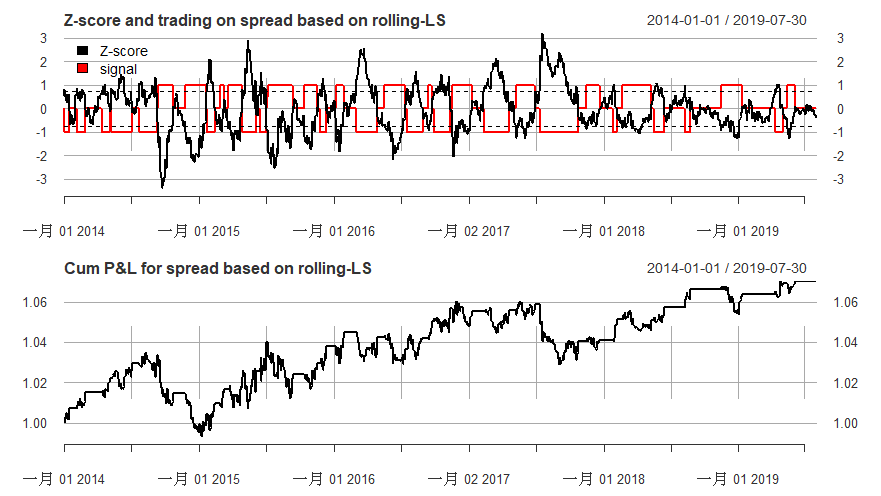 Z-score and trading on spread based on rolling-LS 2014-01-01 / 2019-07-30
3 3
Z-score
2 2
signal
1 1
0 0
-1 -1
-2 -2
-3 -3
一月 01 2014 一月 01 2015 一月 01 2016 一月 02 2017 一月 01 2018 一月 01 2019
Cum P&L for spread based on rolling-LS 2014-01-01 / 2019-07-30
1.06 1.06
1.04 1.04
1.02 1.02
1.00 1.00
一月 01 2014 一月 01 2015 一月 01 2016 一月 02 2017 一月 01 2018 一月 01 2019